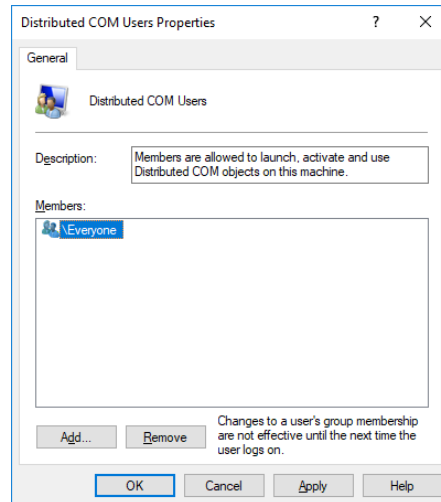 Distributed COM Users Properties ? X
General
Distributed COM Users
Description: Members are allowed to launch, activate and use
Distributed COM objects on this machine.
Members:
\Everyone
Add... Remove
Changes to a user's group membership
are not effective until the next time the
user logs on.
OK Cancel Apply Help